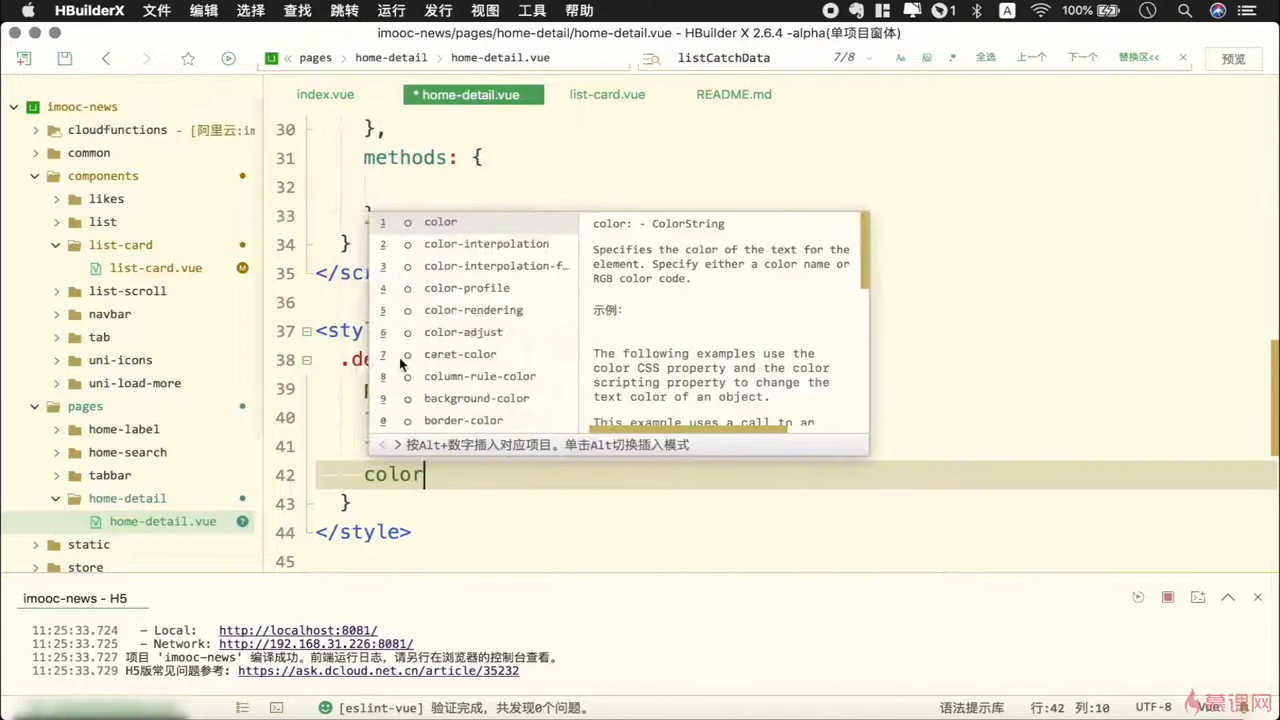 HBuilderX 文件 编辑 选择 查找 跳转 运行 发行 视图 工具 帮助 1 A 100%
imooc-news/pages/home-detail/home-detail.vue - HBuilder X 2.6.4 -alpha(单项目窗体)
« pages › home-detail › home-detail.vue listCatchData 7/8 Aa .* 全选 上一个 下一个 替换区<< 预览
index.vue * home-detail.vue list-card.vue README.md
imooc-news
cloudfunctions - [阿里云:im
common
components
likes
list
list-card
list-card.vue M
list-scroll
navbar
tab
uni-icons
uni-load-more
pages
home-label
home-search
tabbar
home-detail
home-detail.vue ?
static
store
30 },
31 methods: {
32
33
34 }
35 </scr
36
37 <sty
38 .de
39
40
41
42 color
43 }
44 </style>
45
1 color
2 color-interpolation
3 color-interpolation-f…
4 color-profile
5 color-rendering
6 color-adjust
7 caret-color
8 column-rule-color
9 background-color
0 border-color
color: - ColorString
Specifies the color of the text for the
element. Specify either a color name or
RGB color code.
示例：
The following examples use the
color CSS property and the color
scripting property to change the
text color of an object.
This example uses a call to an
< > 按Alt+数字插入对应项目。单击Alt切换插入模式
imooc-news - H5
11:25:33.724 - Local: http://localhost:8081/
11:25:33.725 - Network: http://192.168.31.226:8081/
11:25:33.727 项目 'imooc-news' 编译成功。前端运行日志，请另行在浏览器的控制台查看。
11:25:33.729 H5版常见问题参考: https://ask.dcloud.net.cn/article/35232
[eslint-vue] 验证完成，共发现0个问题。 语法提示库 行:42 列:10 UTF-8 Vue
慕课网